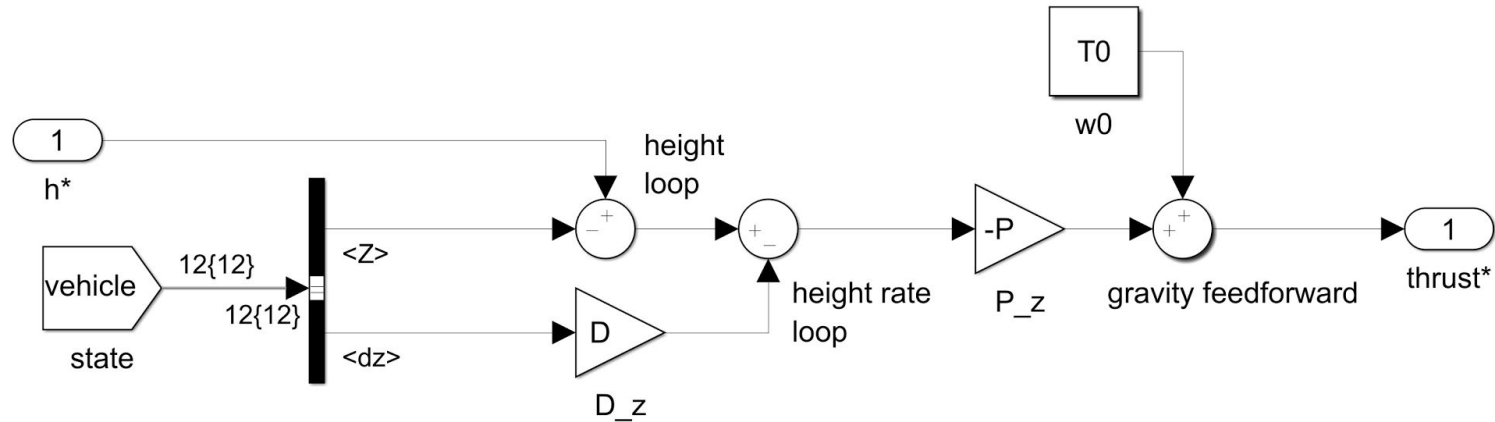 T0
w0
1
h*
height
loop
+
−
+
−
<Z>
12{12}
vehicle
12{12}
state
<dz>
D
D_z
height rate
loop
-P
P_z
+
+
gravity feedforward
1
thrust*